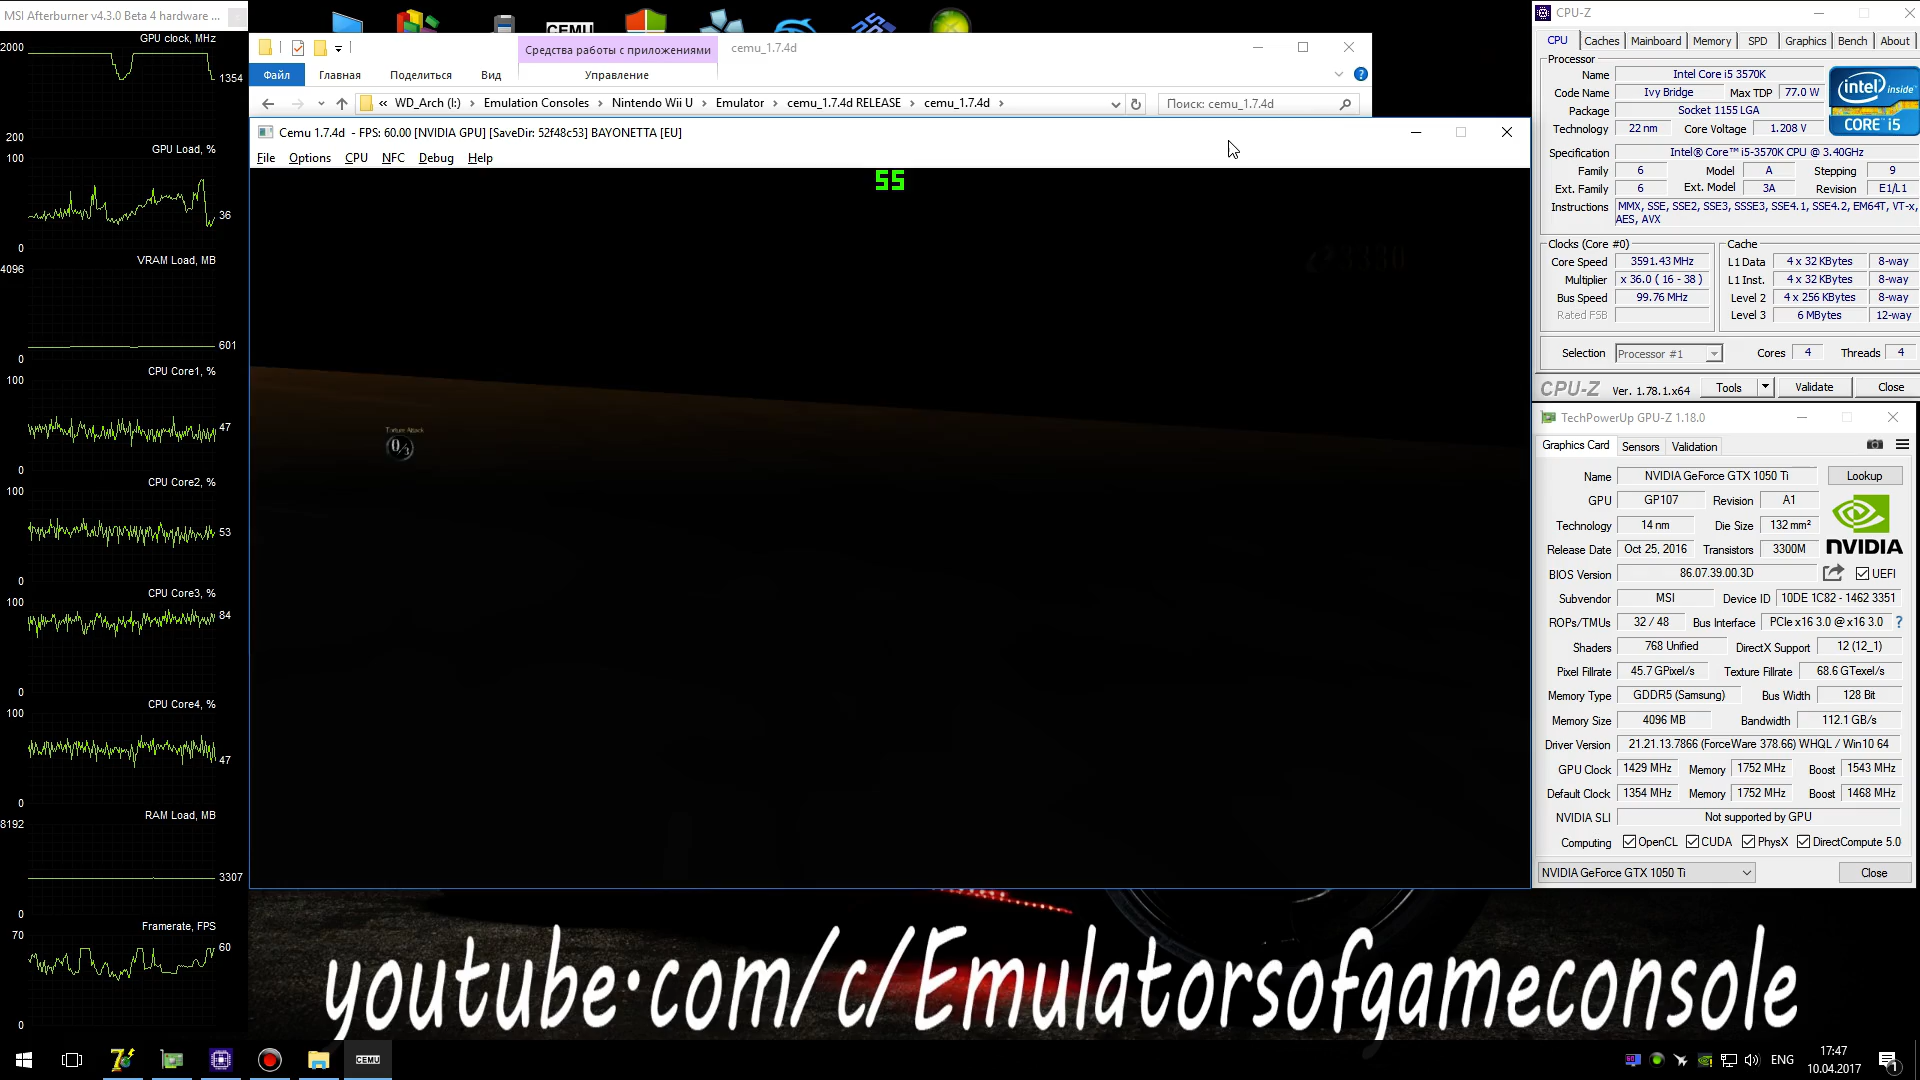 MSI Afterburner v4.3.0 Beta 4 hardware ...
GPU clock, MHz
2000
1354
200
GPU Load, %
100
36
0
VRAM Load, MB
4096
601
0
CPU Core1, %
100
47
0
CPU Core2, %
100
53
0
CPU Core3, %
100
84
0
CPU Core4, %
100
47
0
RAM Load, MB
8192
3307
0
Framerate, FPS
70
60
0
CEMU
Средства работы с приложениями
cemu_1.7.4d
Файл Главная Поделиться Вид Управление
« WD_Arch (I:) › Emulation Consoles › Nintendo Wii U › Emulator › cemu_1.7.4d RELEASE › cemu_1.7.4d ›
Поиск: cemu_1.7.4d
Cemu 1.7.4d - FPS: 60.00 [NVIDIA GPU] [SaveDir: 52f48c53] BAYONETTA [EU]
File Options CPU NFC Debug Help
55
Torture Attack
0/3
CPU-Z
CPU Caches Mainboard Memory SPD Graphics Bench About
Processor
Name Intel Core i5 3570K
Code Name Ivy Bridge Max TDP 77.0 W
Package Socket 1155 LGA
Technology 22 nm Core Voltage 1.208 V
intel inside™
CORE i5
Specification Intel® Core™ i5-3570K CPU @ 3.40GHz
Family 6 Model A Stepping 9
Ext. Family 6 Ext. Model 3A Revision E1/L1
Instructions MMX, SSE, SSE2, SSE3, SSSE3, SSE4.1, SSE4.2, EM64T, VT-x,
AES, AVX
Clocks (Core #0)
Core Speed 3591.43 MHz
Multiplier x 36.0 ( 16 - 38 )
Bus Speed 99.76 MHz
Rated FSB
Cache
L1 Data 4 x 32 KBytes 8-way
L1 Inst. 4 x 32 KBytes 8-way
Level 2 4 x 256 KBytes 8-way
Level 3 6 MBytes 12-way
Selection Processor #1 Cores 4 Threads 4
CPU-Z Ver. 1.78.1.x64 Tools Validate Close
TechPowerUp GPU-Z 1.18.0
Graphics Card Sensors Validation
Name NVIDIA GeForce GTX 1050 Ti Lookup
GPU GP107 Revision A1
Technology 14 nm Die Size 132 mm²
Release Date Oct 25, 2016 Transistors 3300M
NVIDIA
BIOS Version 86.07.39.00.3D UEFI
Subvendor MSI Device ID 10DE 1C82 - 1462 3351
ROPs/TMUs 32 / 48 Bus Interface PCIe x16 3.0 @ x16 3.0 ?
Shaders 768 Unified DirectX Support 12 (12_1)
Pixel Fillrate 45.7 GPixel/s Texture Fillrate 68.6 GTexel/s
Memory Type GDDR5 (Samsung) Bus Width 128 Bit
Memory Size 4096 MB Bandwidth 112.1 GB/s
Driver Version 21.21.13.7866 (ForceWare 378.66) WHQL / Win10 64
GPU Clock 1429 MHz Memory 1752 MHz Boost 1543 MHz
Default Clock 1354 MHz Memory 1752 MHz Boost 1468 MHz
NVIDIA SLI Not supported by GPU
Computing OpenCL CUDA PhysX DirectCompute 5.0
NVIDIA GeForce GTX 1050 Ti Close
youtube.com/c/Emulatorsofgameconsole
CEMU
ENG
17:47
10.04.2017
1